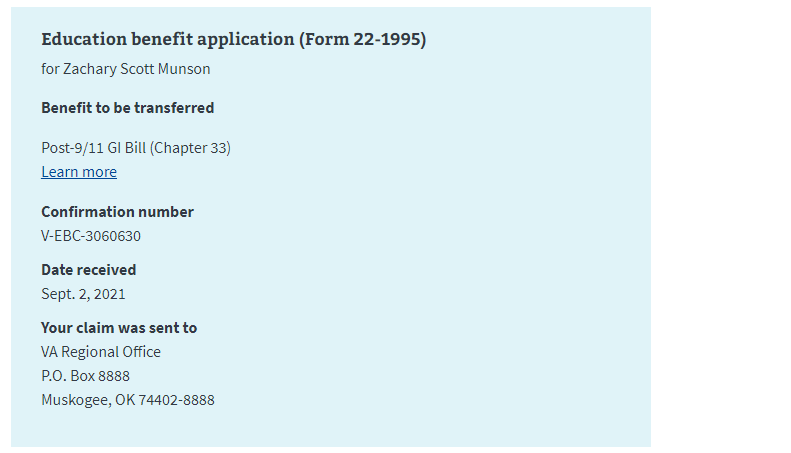 Education benefit application (Form 22-1995)
for Zachary Scott Munson
Benefit to be transferred
Post-9/11 GI Bill (Chapter 33)
Learn more
Confirmation number
V-EBC-3060630
Date received
Sept. 2, 2021
Your claim was sent to
VA Regional Office
P.O. Box 8888
Muskogee, OK 74402-8888